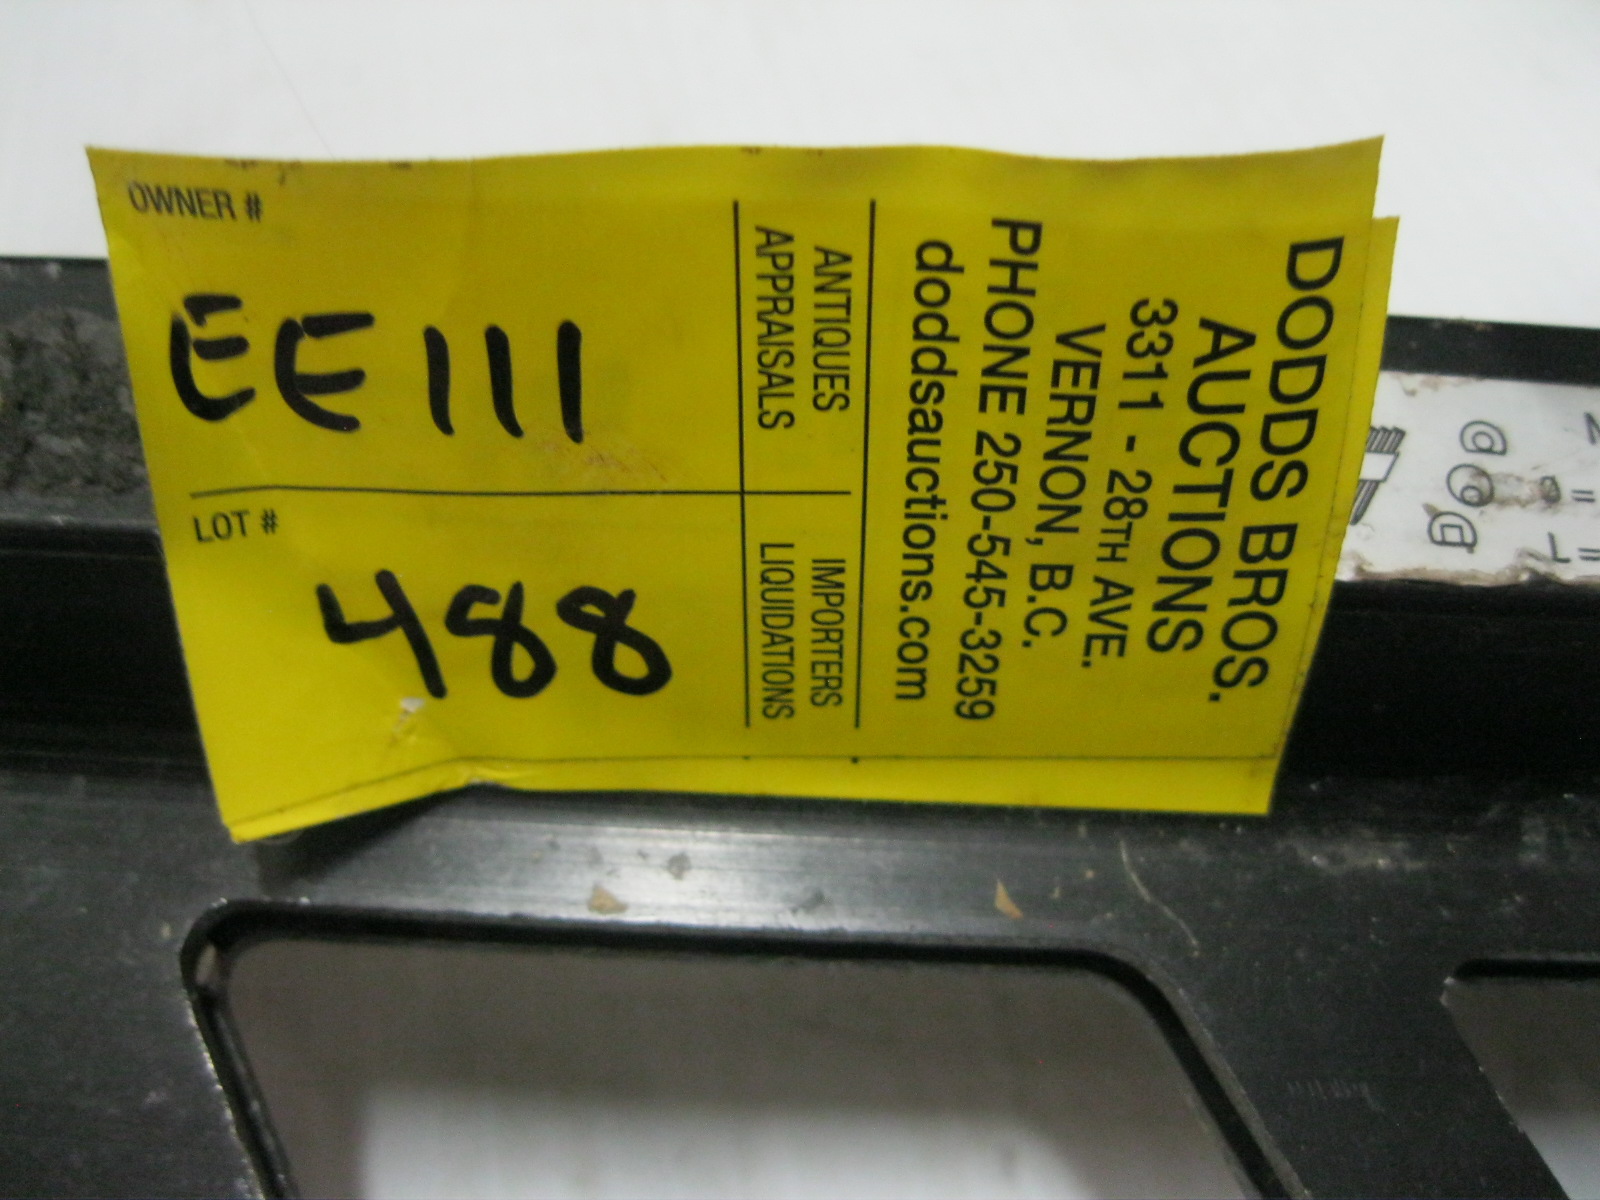 OWNER #
EE111
LOT #
488
ANTIQUES
APPRAISALS
IMPORTERS
LIQUIDATIONS
DODDS BROS.
AUCTIONS
3311 - 28TH AVE.
VERNON, B.C.
PHONE 250-545-3259
doddsauctions.com